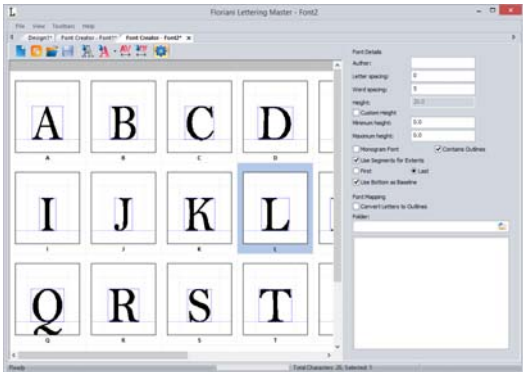 Floriani Lettering Master - Font2
File View Toolbars Help
Design1* Font Creator - Font1* Font Creator - Font2* x
Font Details
Author:
Letter spacing: 0
Word spacing: 5
Height: 20.0
Custom Height
Minimum height: 5.0
Maximum height: 0.0
Monogram Font Contains Outlines
Use Segments for Extents
First Last
Use Bottom as Baseline
Font Mapping
Convert Letters to Outlines
Folder:
A B C D
A B C D
I J K L
I J K L
Q R S T
Q R S T
Ready Total Characters: 26, Selected: 1